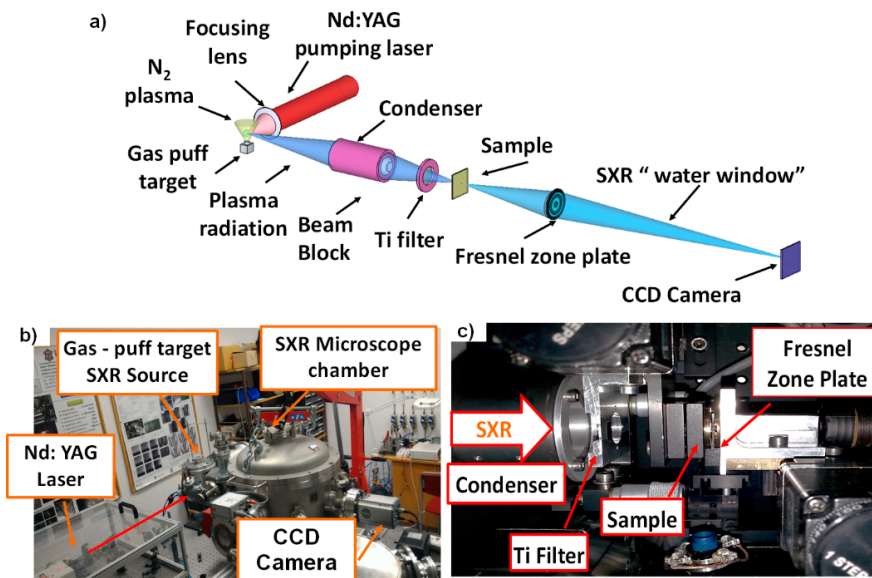 a)
Nd:YAG
pumping laser
Focusing
lens
N2
plasma
Condenser
Gas puff
target
Sample
SXR “ water window”
Plasma
radiation
Beam
Block
Ti filter
Fresnel zone plate
CCD Camera
b)
Gas - puff target
SXR Source
SXR Microscope
chamber
Nd: YAG
Laser
CCD
Camera
c)
Fresnel
Zone Plate
SXR
Condenser
Ti Filter
Sample
1 STEP